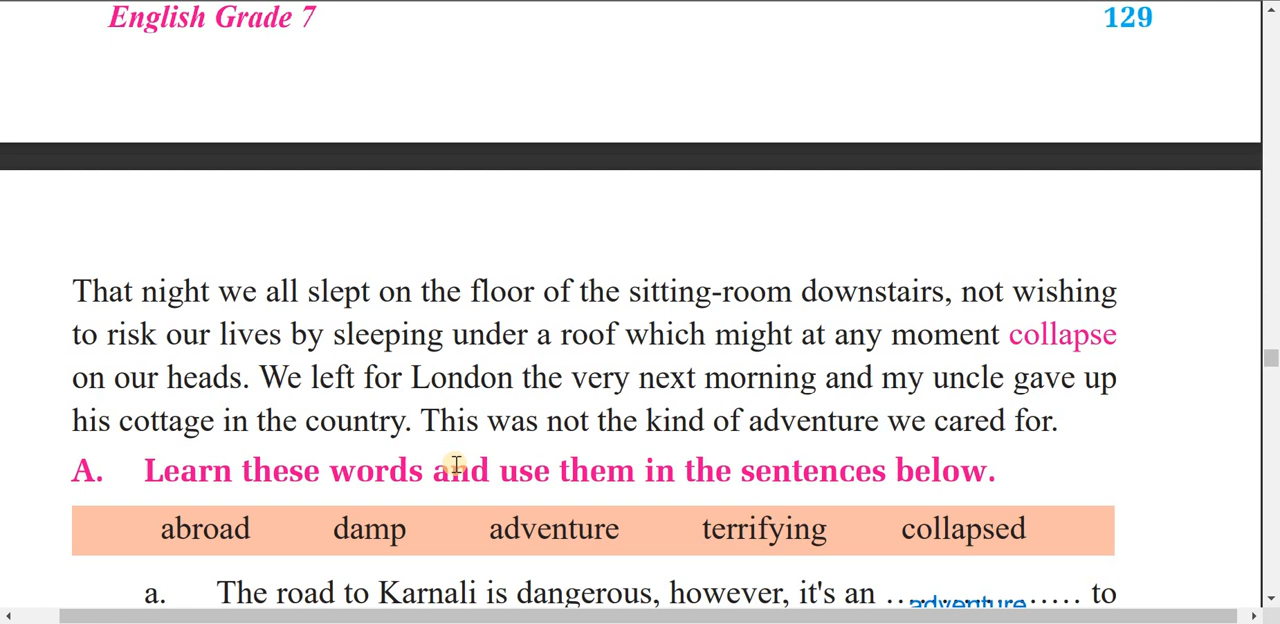 English Grade 7 129
That night we all slept on the floor of the sitting-room downstairs, not wishing
to risk our lives by sleeping under a roof which might at any moment collapse
on our heads. We left for London the very next morning and my uncle gave up
his cottage in the country. This was not the kind of adventure we cared for.
A. Learn these words and use them in the sentences below.
abroad damp adventure terrifying collapsed
a. The road to Karnali is dangerous, however, it's an ...adventure... to